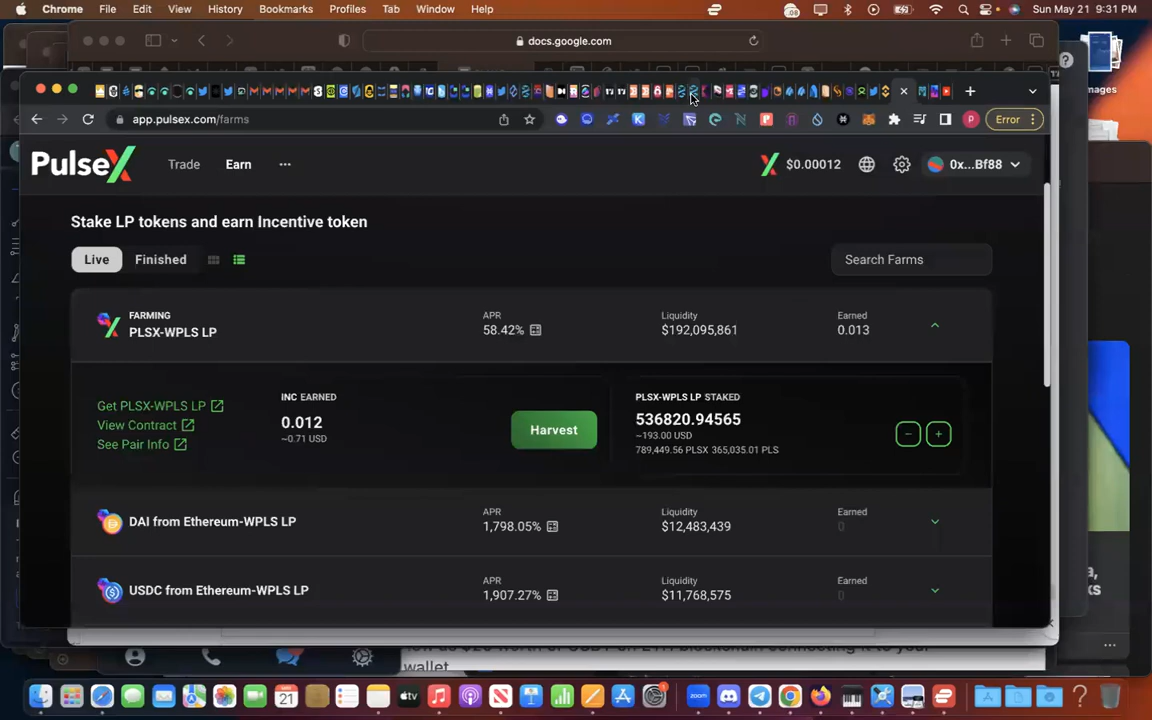 Chrome File Edit View History Bookmarks Profiles Tab Window Help Sun May 21 9:31 PM
docs.google.com
app.pulsex.com/farms
Error
PulseX Trade Earn ... $0.00012 0x...Bf88
Stake LP tokens and earn Incentive token
Live Finished Search Farms
FARMING
PLSX-WPLS LP
APR
58.42%
Liquidity
$192,095,861
Earned
0.013
Get PLSX-WPLS LP
View Contract
See Pair Info
INC EARNED
0.012
~0.71 USD
Harvest
PLSX-WPLS LP STAKED
536820.94565
~193.00 USD
789,449.56 PLSX 365,035.01 PLS
DAI from Ethereum-WPLS LP
APR
1,798.05%
Liquidity
$12,483,439
Earned
0
USDC from Ethereum-WPLS LP
APR
1,907.27%
Liquidity
$11,768,575
Earned
0
wallet